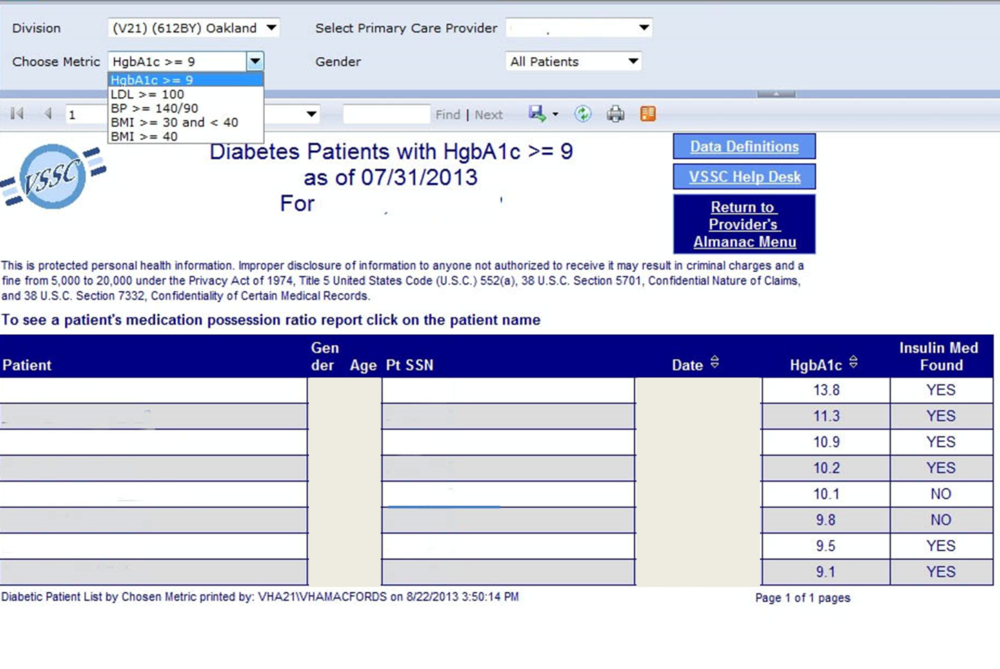 Division (V21) (612BY) Oakland Select Primary Care Provider
Choose Metric HgbA1c >= 9 Gender All Patients
HgbA1c >= 9
LDL >= 100
BP >= 140/90
BMI >= 30 and < 40
BMI >= 40
1 Find | Next
VSSC
Diabetes Patients with HgbA1c >= 9
as of 07/31/2013
For
Data Definitions
VSSC Help Desk
Return to
Provider's
Almanac Menu
This is protected personal health information. Improper disclosure of information to anyone not authorized to receive it may result in criminal charges and a
fine from 5,000 to 20,000 under the Privacy Act of 1974, Title 5 United States Code (U.S.C.) 552(a), 38 U.S.C. Section 5701, Confidential Nature of Claims,
and 38 U.S.C. Section 7332, Confidentiality of Certain Medical Records.
To see a patient's medication possession ratio report click on the patient name
Patient Gen der Age Pt SSN Date HgbA1c Insulin Med Found
13.8 YES
11.3 YES
10.9 YES
10.2 YES
10.1 NO
9.8 NO
9.5 YES
9.1 YES
Diabetic Patient List by Chosen Metric printed by: VHA21\VHAMACFORDS on 8/22/2013 3:50:14 PM
Page 1 of 1 pages